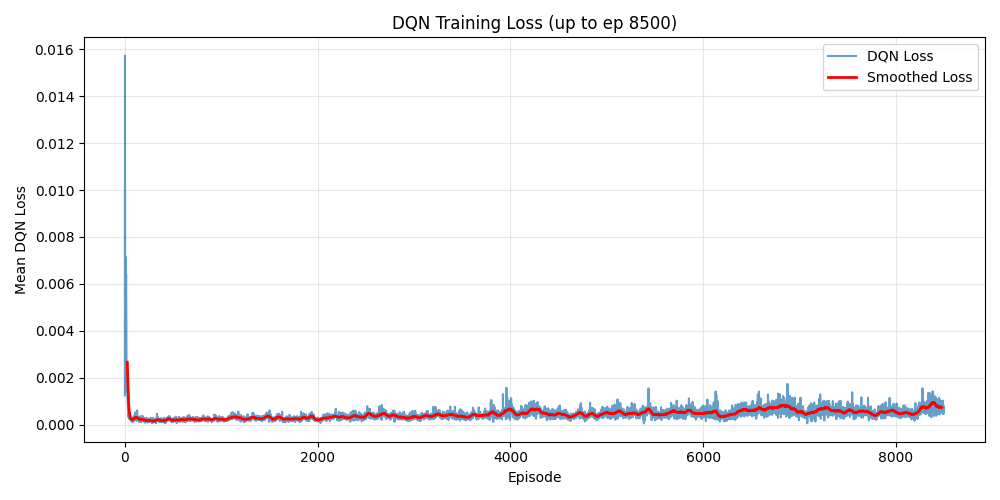 DQN Training Loss (up to ep 8500)
DQN Loss
Smoothed Loss
Mean DQN Loss
0.016
0.014
0.012
0.010
0.008
0.006
0.004
0.002
0.000
0 2000 4000 6000 8000
Episode